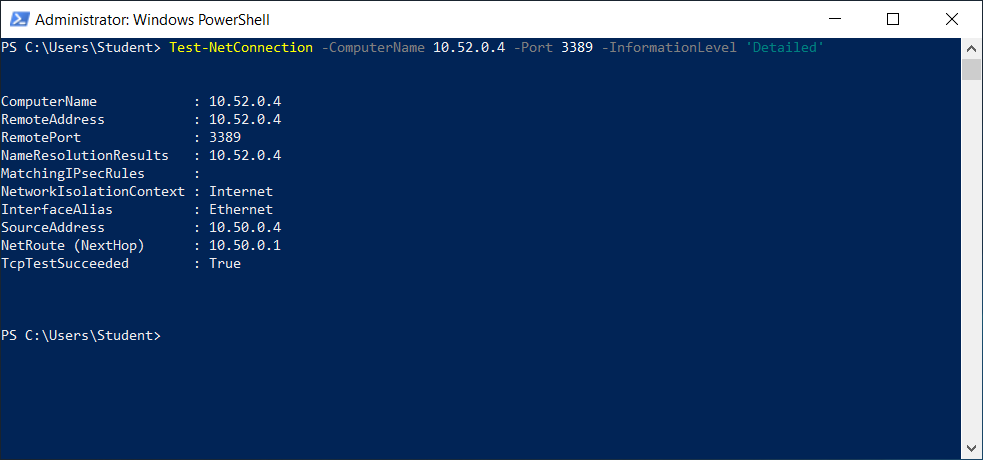 Administrator: Windows PowerShell
PS C:\Users\Student> Test-NetConnection -ComputerName 10.52.0.4 -Port 3389 -InformationLevel 'Detailed'
ComputerName            : 10.52.0.4
RemoteAddress           : 10.52.0.4
RemotePort              : 3389
NameResolutionResults   : 10.52.0.4
MatchingIPsecRules      :
NetworkIsolationContext : Internet
InterfaceAlias          : Ethernet
SourceAddress           : 10.50.0.4
NetRoute (NextHop)      : 10.50.0.1
TcpTestSucceeded        : True
PS C:\Users\Student>